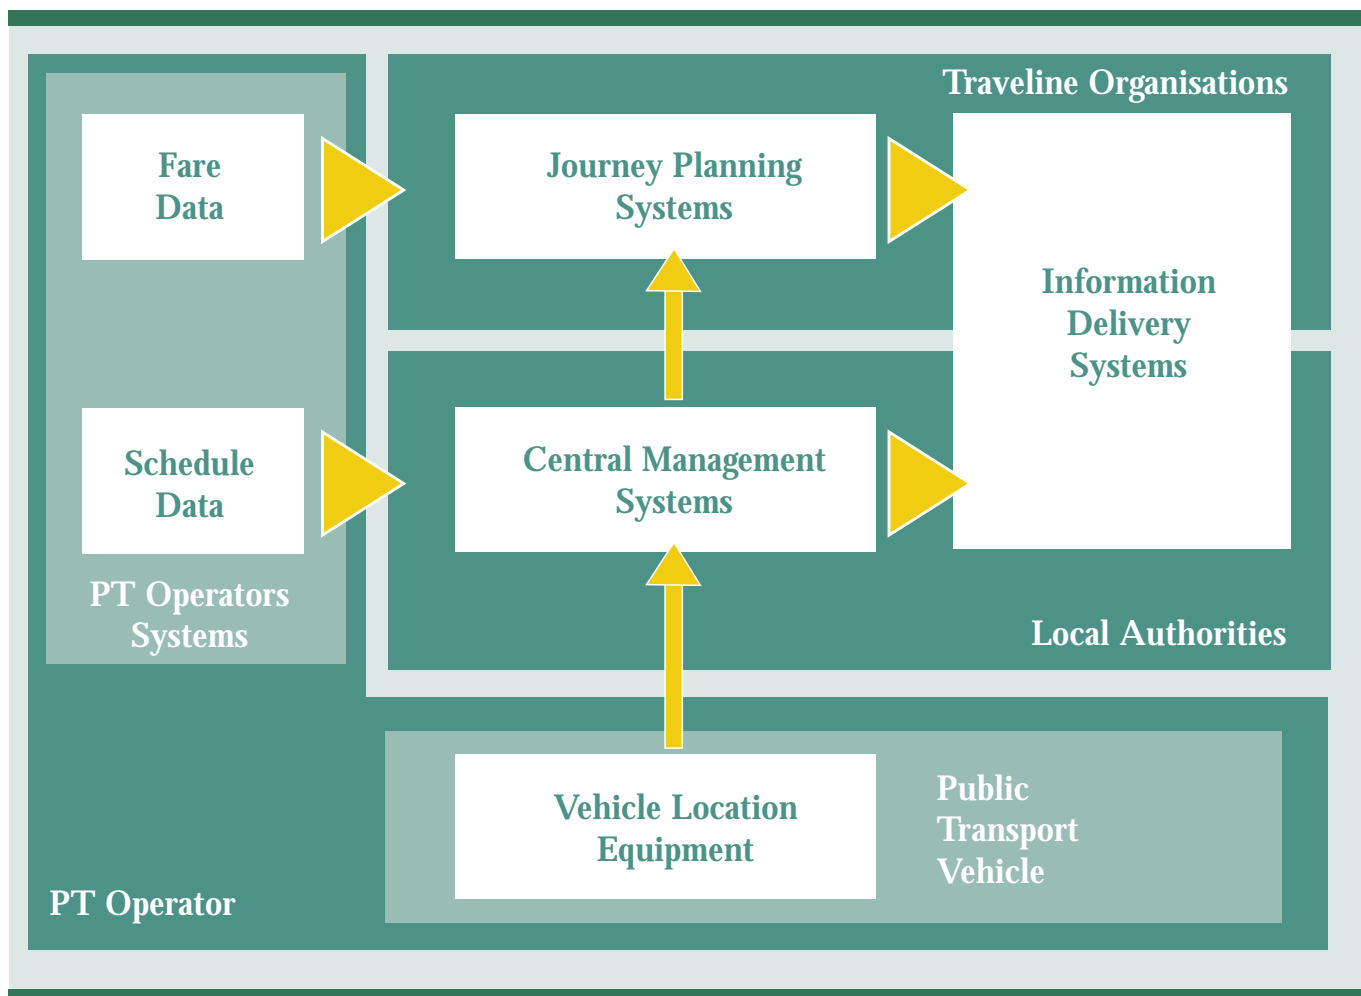 Traveline Organisations
Fare
Data
Journey Planning
Systems
Information
Delivery
Systems
Schedule
Data
Central Management
Systems
PT Operators
Systems
Local Authorities
Vehicle Location
Equipment
Public
Transport
Vehicle
PT Operator